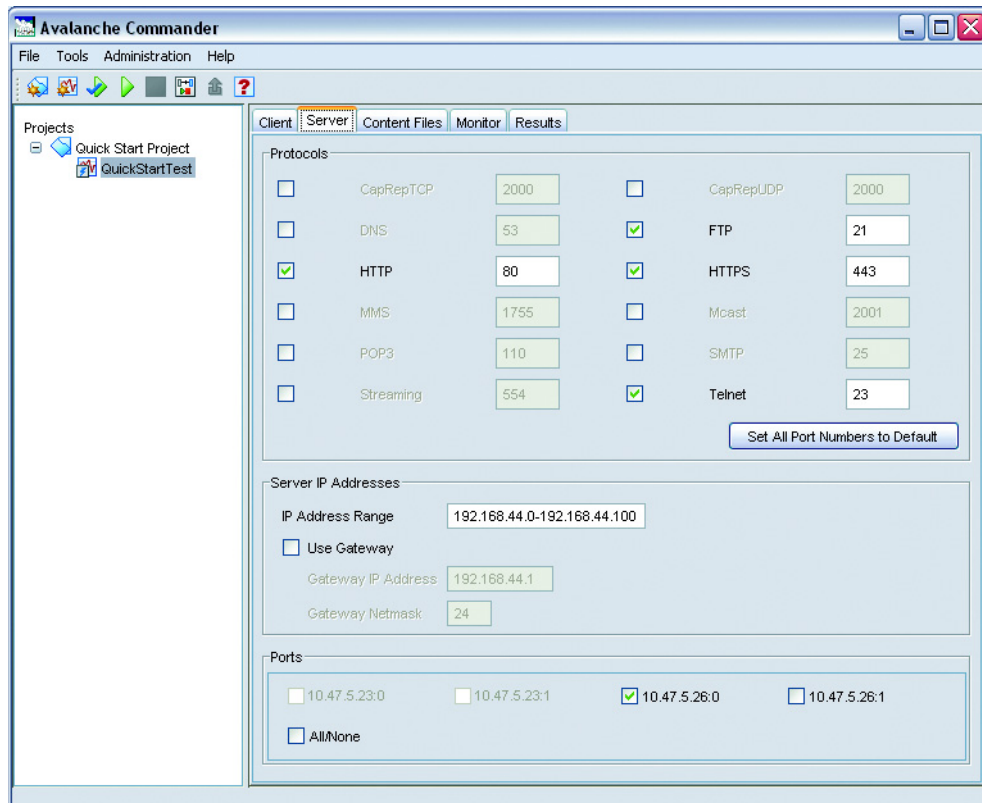 Avalanche Commander
File Tools Administration Help
Projects
Quick Start Project
QuickStartTest
Client Server Content Files Monitor Results
Protocols
CapRepTCP 2000 CapRepUDP 2000
DNS 53 FTP 21
HTTP 80 HTTPS 443
MMS 1755 Mcast 2001
POP3 110 SMTP 25
Streaming 554 Telnet 23
Set All Port Numbers to Default
Server IP Addresses
IP Address Range 192.168.44.0-192.168.44.100
Use Gateway
Gateway IP Address 192.168.44.1
Gateway Netmask 24
Ports
10.47.5.23:0 10.47.5.23:1 10.47.5.26:0 10.47.5.26:1
All/None